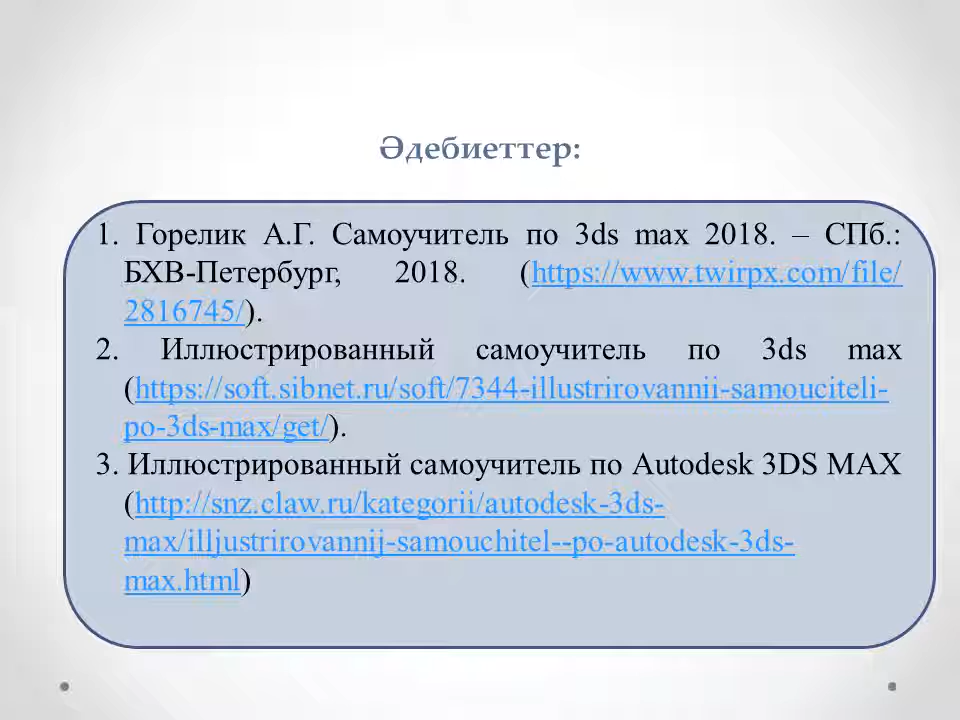 Әдебиеттер:
1. Горелик А.Г. Самоучитель по 3ds max 2018. – СПб.:
БХВ-Петербург, 2018. (https://www.twirpx.com/file/
2816745/).
2. Иллюстрированный самоучитель по 3ds max
(https://soft.sibnet.ru/soft/7344-illustrirovannii-samouciteli-
po-3ds-max/get/).
3. Иллюстрированный самоучитель по Autodesk 3DS MAX
(http://snz.claw.ru/kategorii/autodesk-3ds-
max/illjustrirovannij-samouchitel--po-autodesk-3ds-
max.html)